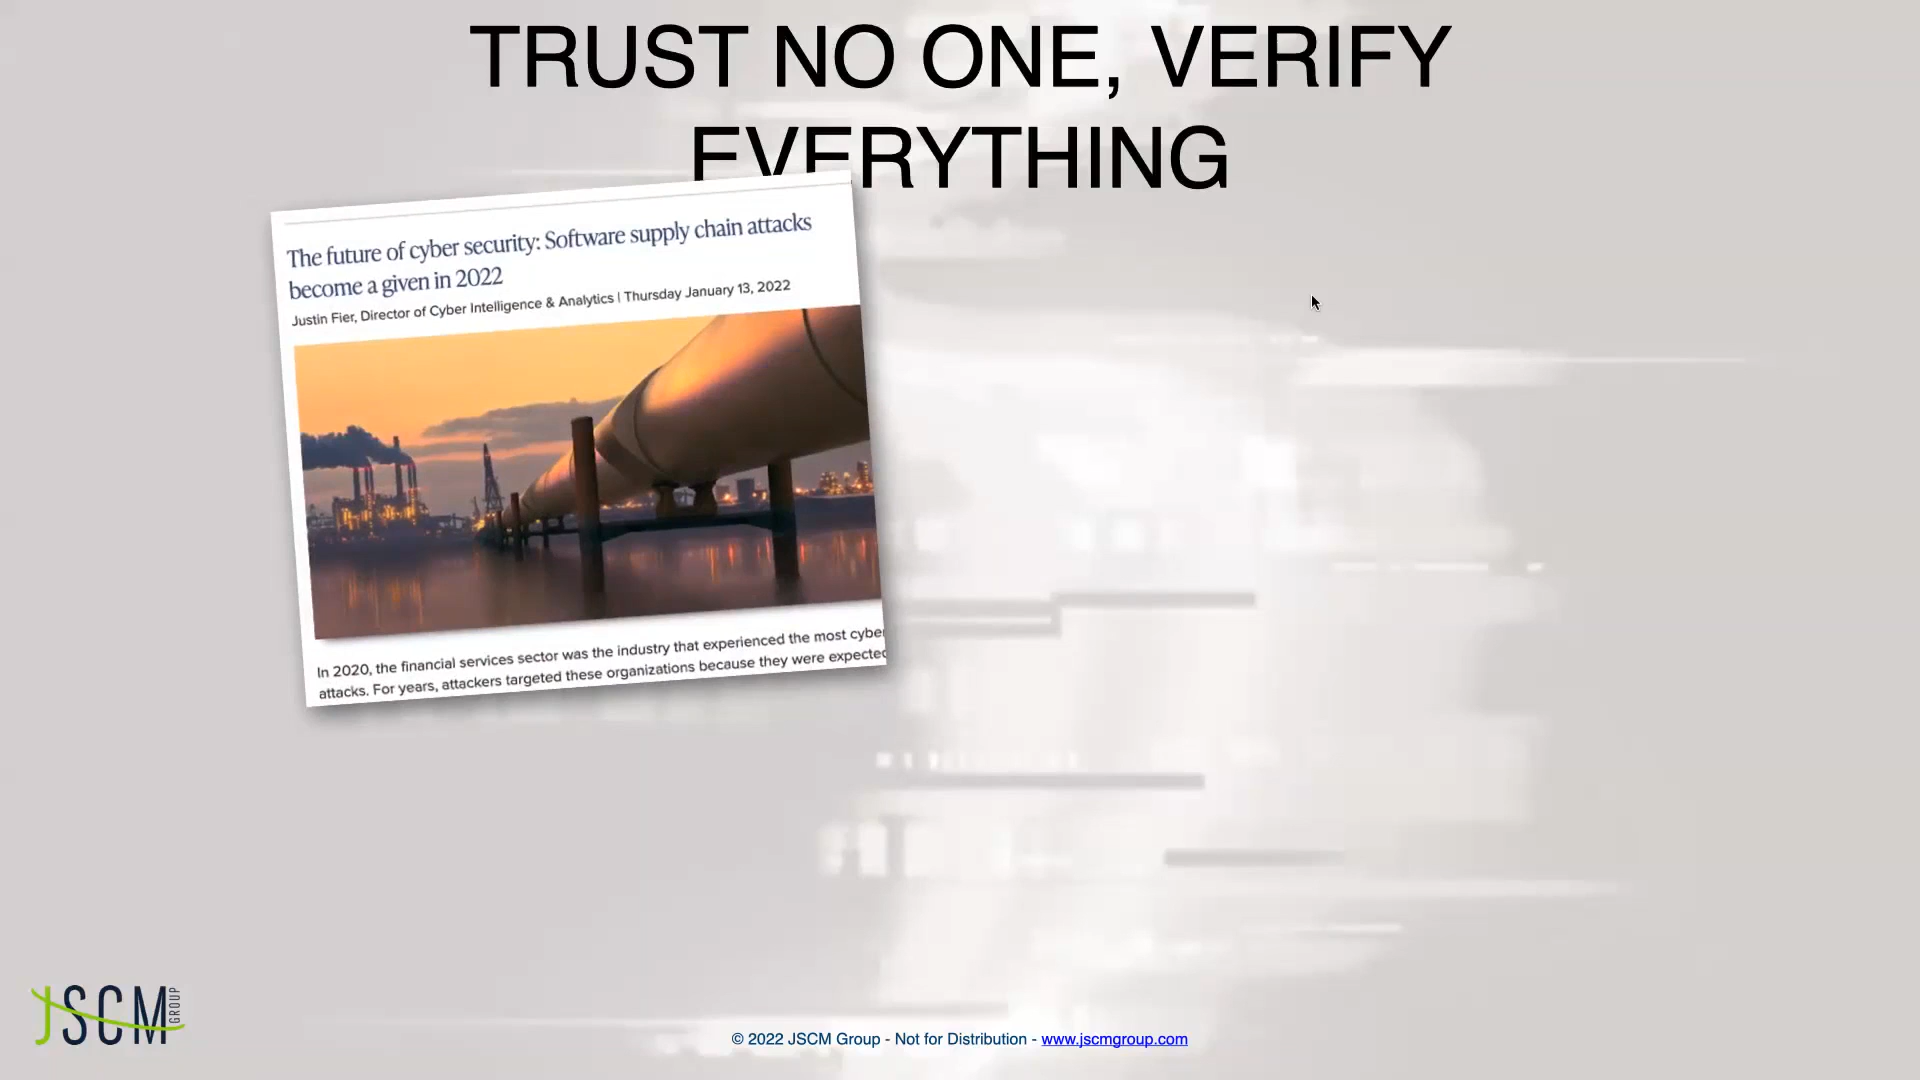 TRUST NO ONE, VERIFY
EVERYTHING
The future of cyber security: Software supply chain attacks
become a given in 2022
Justin Fier, Director of Cyber Intelligence & Analytics | Thursday January 13, 2022
In 2020, the financial services sector was the industry that experienced the most cyber
attacks. For years, attackers targeted these organizations because they were expected
JSCM GROUP
© 2022 JSCM Group - Not for Distribution - www.jscmgroup.com